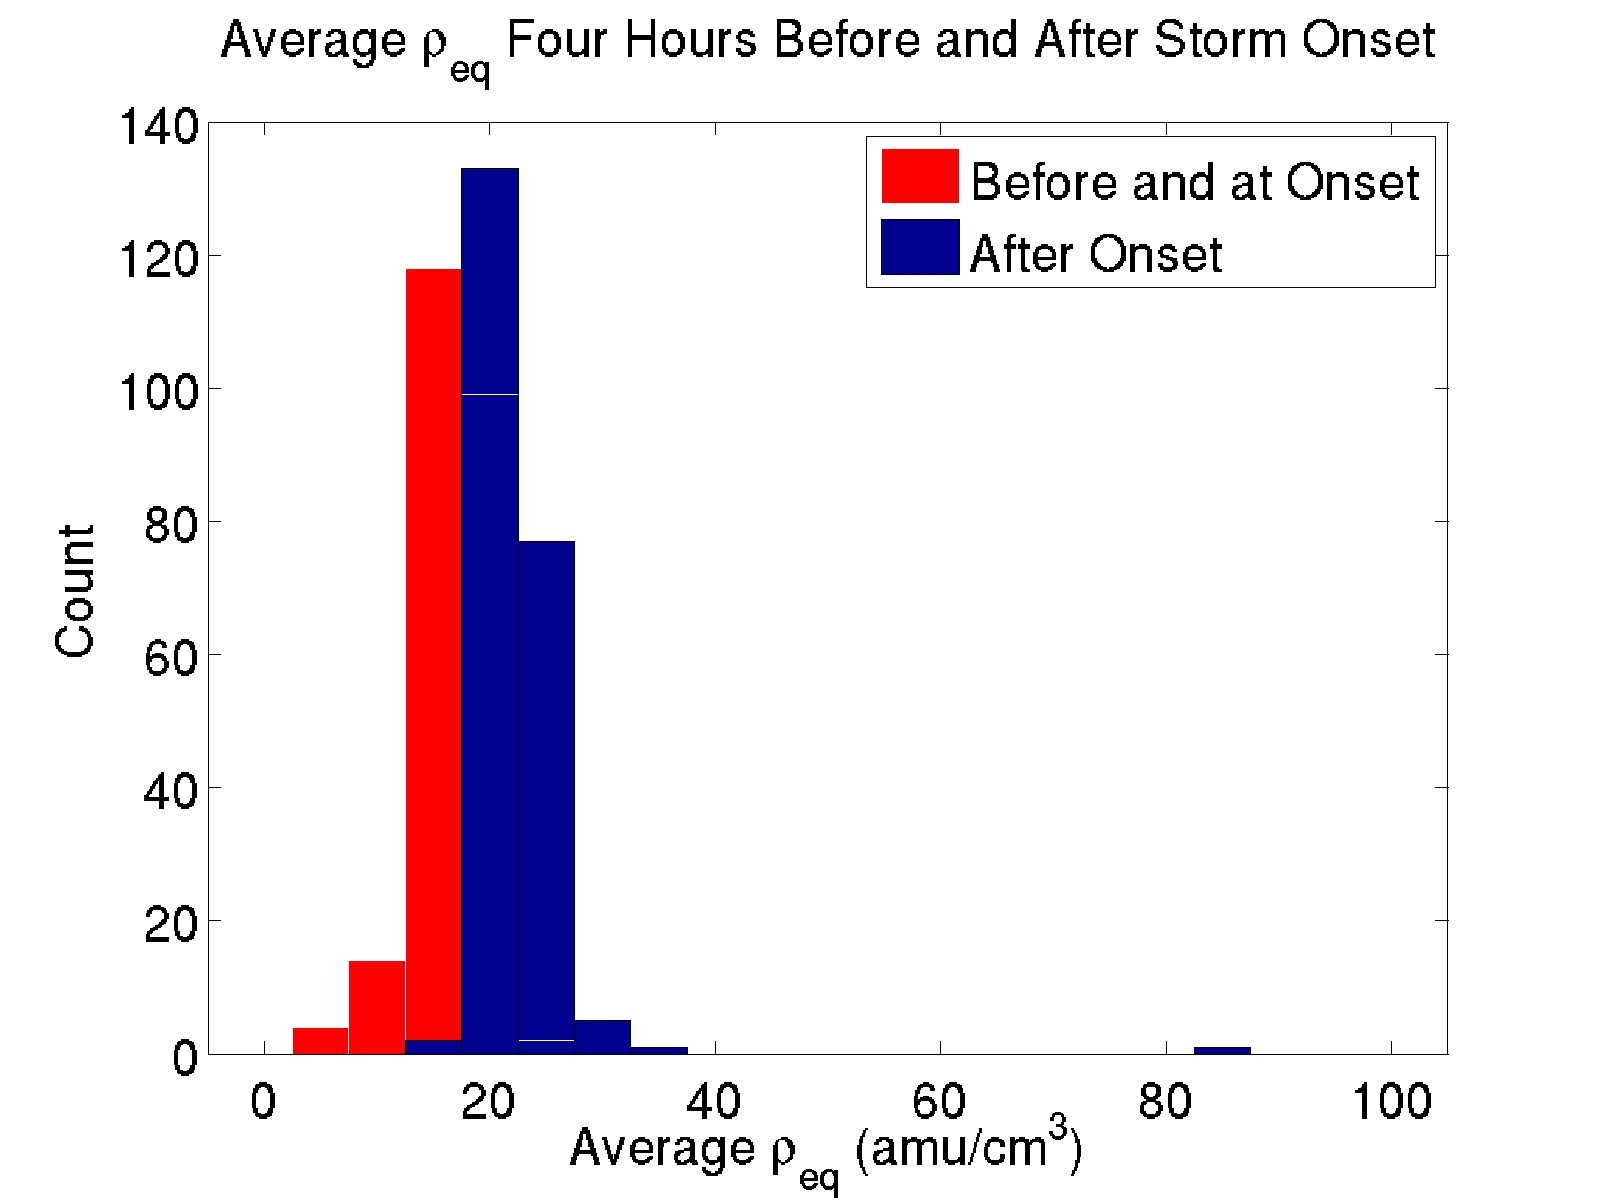 Average ρeq Four Hours Before and After Storm Onset
140
120
100
80
60
40
20
0
Count
Before and at Onset
After Onset
0 20 40 60 80 100
Average ρeq (amu/cm³)